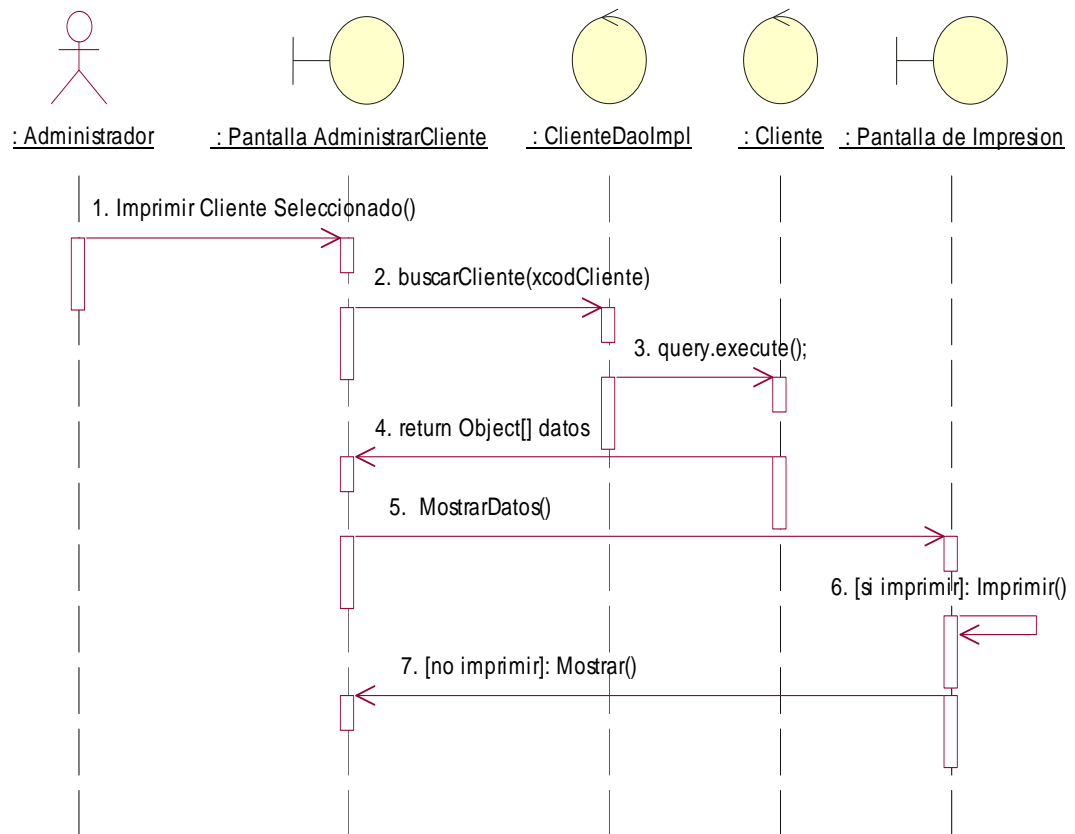 : Administrador
: Pantalla AdministrarCliente
: ClienteDaoImpl
: Cliente
: Pantalla de Impresion
1. Imprimir Cliente Seleccionado()
2. buscarCliente(xcodCliente)
3. query.execute();
4. return Object[] datos
5. MostrarDatos()
6. [si imprimir]: Imprimir()
7. [no imprimir]: Mostrar()